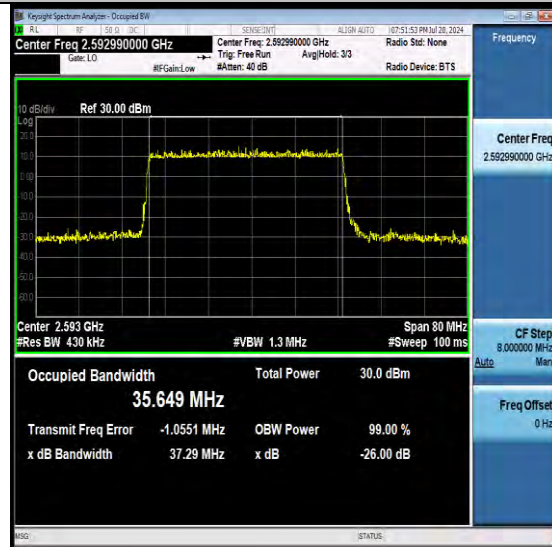 Keysight Spectrum Analyzer - Occupied BW
RL RF 50 Ω DC SENSE:INT ALIGN AUTO 07:51:53 PM Jul 20, 2024
Center Freq 2.592990000 GHz
Center Freq: 2.592990000 GHz
Radio Std: None
Gate: LO
Trig: Free Run Avg|Hold: 3/3
#IFGain:Low
#Atten: 40 dB
Radio Device: BTS
10 dB/div Ref 30.00 dBm
Log
20.0
10.0
0.00
-10.0
-20.0
-30.0
-40.0
-50.0
-60.0
Center 2.593 GHz
Span 80 MHz
#Res BW 430 kHz
#VBW 1.3 MHz
#Sweep 100 ms
Occupied Bandwidth
Total Power 30.0 dBm
35.649 MHz
Transmit Freq Error -1.0551 MHz OBW Power 99.00 %
x dB Bandwidth 37.29 MHz x dB -26.00 dB
MSG
STATUS
Frequency
Center Freq
2.592990000 GHz
CF Step
8.000000 MHz
Auto Man
Freq Offset
0 Hz